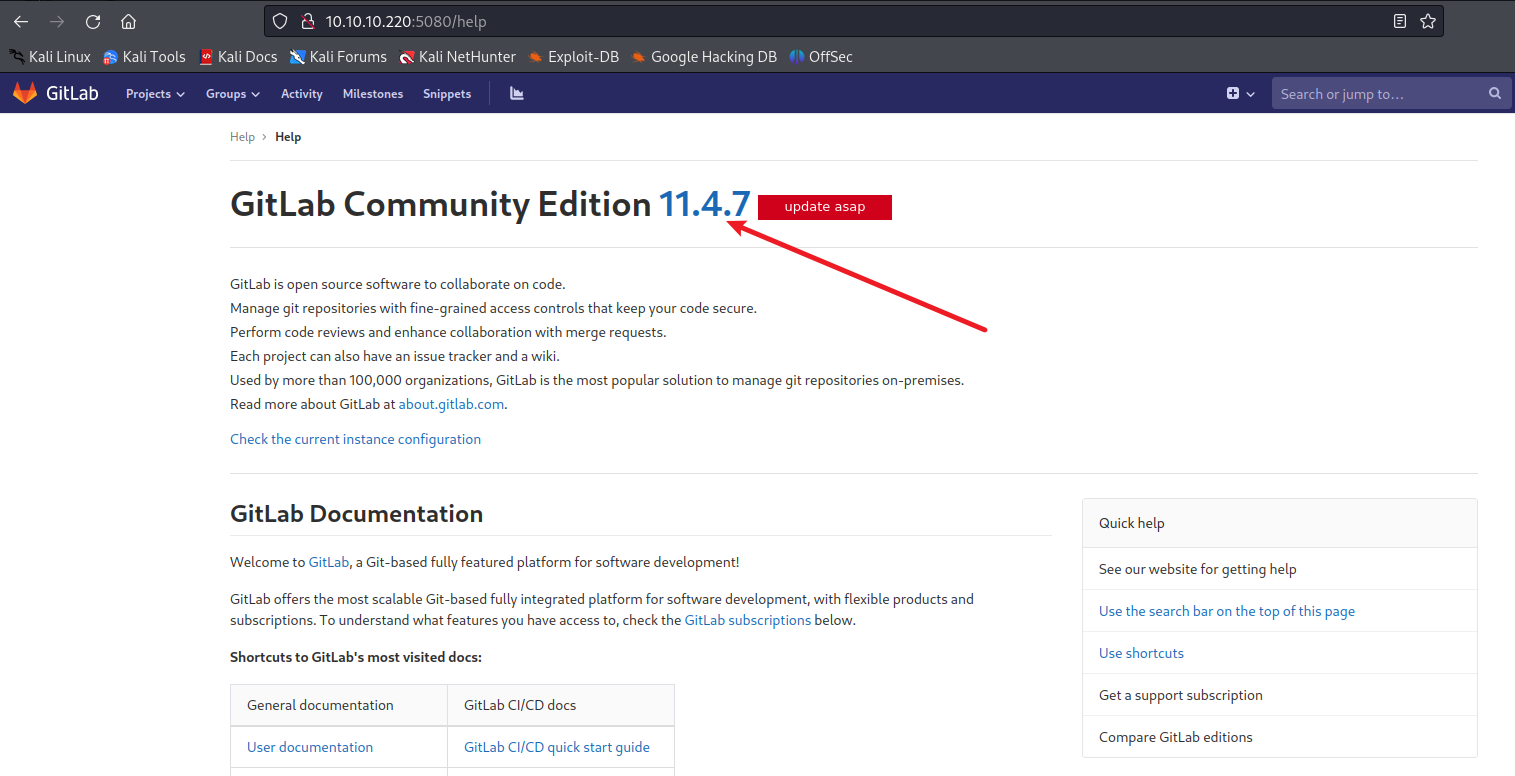 10.10.10.220:5080/help
Kali Linux Kali Tools Kali Docs Kali Forums Kali NetHunter Exploit-DB Google Hacking DB OffSec
GitLab Projects Groups Activity Milestones Snippets Search or jump to…
Help › Help
GitLab Community Edition 11.4.7 update asap
GitLab is open source software to collaborate on code.
Manage git repositories with fine-grained access controls that keep your code secure.
Perform code reviews and enhance collaboration with merge requests.
Each project can also have an issue tracker and a wiki.
Used by more than 100,000 organizations, GitLab is the most popular solution to manage git repositories on-premises.
Read more about GitLab at about.gitlab.com.
Check the current instance configuration
GitLab Documentation
Welcome to GitLab, a Git-based fully featured platform for software development!
GitLab offers the most scalable Git-based fully integrated platform for software development, with flexible products and
subscriptions. To understand what features you have access to, check the GitLab subscriptions below.
Shortcuts to GitLab's most visited docs:
General documentation GitLab CI/CD docs
User documentation GitLab CI/CD quick start guide
Quick help
See our website for getting help
Use the search bar on the top of this page
Use shortcuts
Get a support subscription
Compare GitLab editions